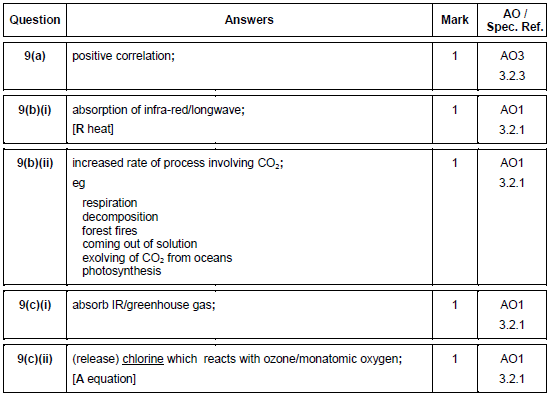 Question Answers Mark AO / Spec. Ref.
9(a) positive correlation; 1 AO3
3.2.3
9(b)(i) absorption of infra-red/longwave; 1 AO1
[R heat] 3.2.1
9(b)(ii) increased rate of process involving CO₂; 1 AO1
eg 3.2.1
respiration
decomposition
forest fires
coming out of solution
exolving of CO₂ from oceans
photosynthesis
9(c)(i) absorb IR/greenhouse gas; 1 AO1
3.2.1
9(c)(ii) (release) chlorine which reacts with ozone/monatomic oxygen; 1 AO1
[A equation] 3.2.1